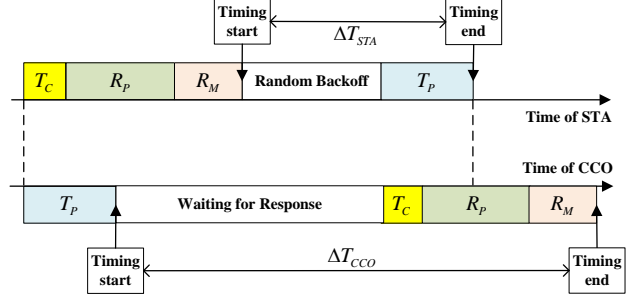 Timing
start
ΔT_STA
Timing
end
T_C
R_P
R_M
Random Backoff
T_P
Time of STA
Time of CCO
T_P
Waiting for Response
T_C
R_P
R_M
Timing
start
ΔT_CCO
Timing
end